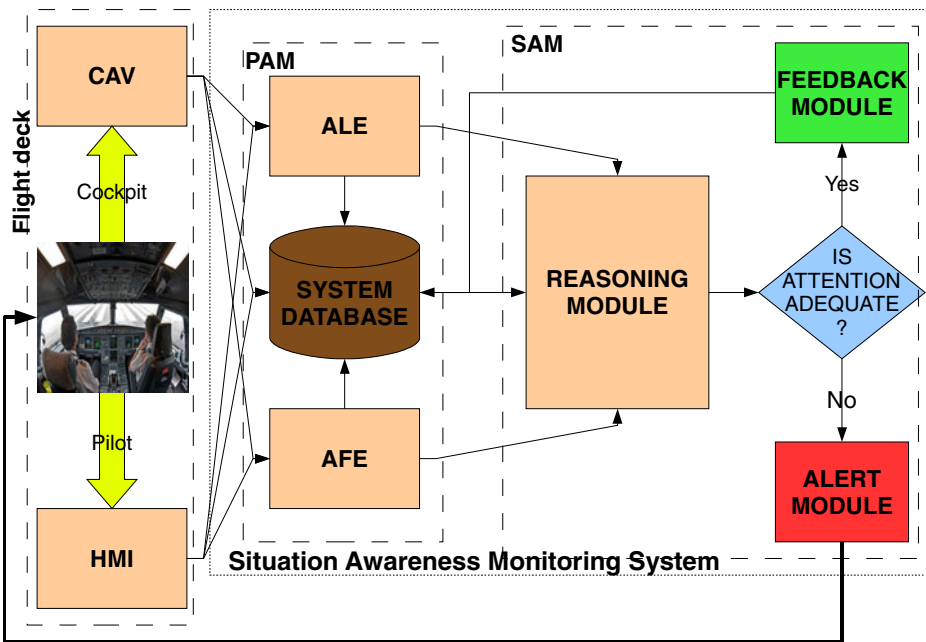 CAV
Flight deck
Cockpit
Pilot
HMI
PAM
ALE
SYSTEM
DATABASE
AFE
SAM
REASONING
MODULE
FEEDBACK
MODULE
Yes
IS
ATTENTION
ADEQUATE
?
No
ALERT
MODULE
Situation Awareness Monitoring System